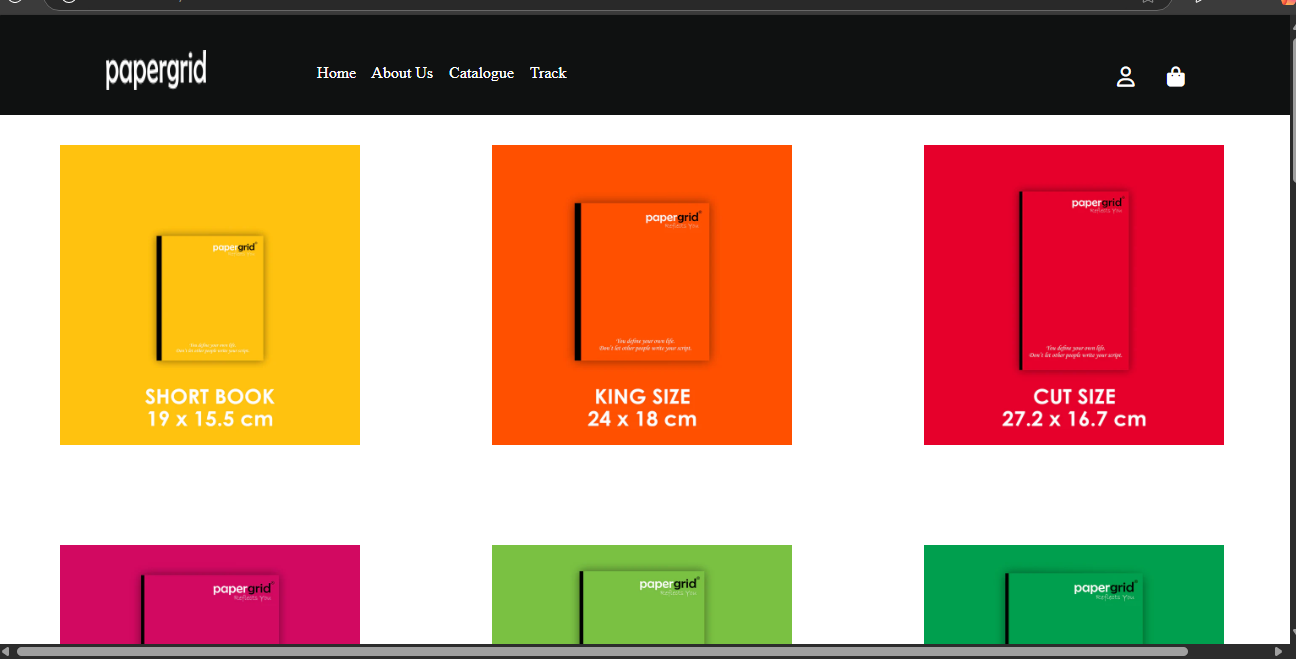 papergrid
Home About Us Catalogue Track
papergrid
Reflects You
You define your own life.
Don't let other people write your script.
SHORT BOOK
19 x 15.5 cm
papergrid
Reflects You
You define your own life.
Don't let other people write your script.
KING SIZE
24 x 18 cm
papergrid
Reflects You
You define your own life.
Don't let other people write your script.
CUT SIZE
27.2 x 16.7 cm
papergrid
Reflects You
papergrid
Reflects You
papergrid
Reflects You